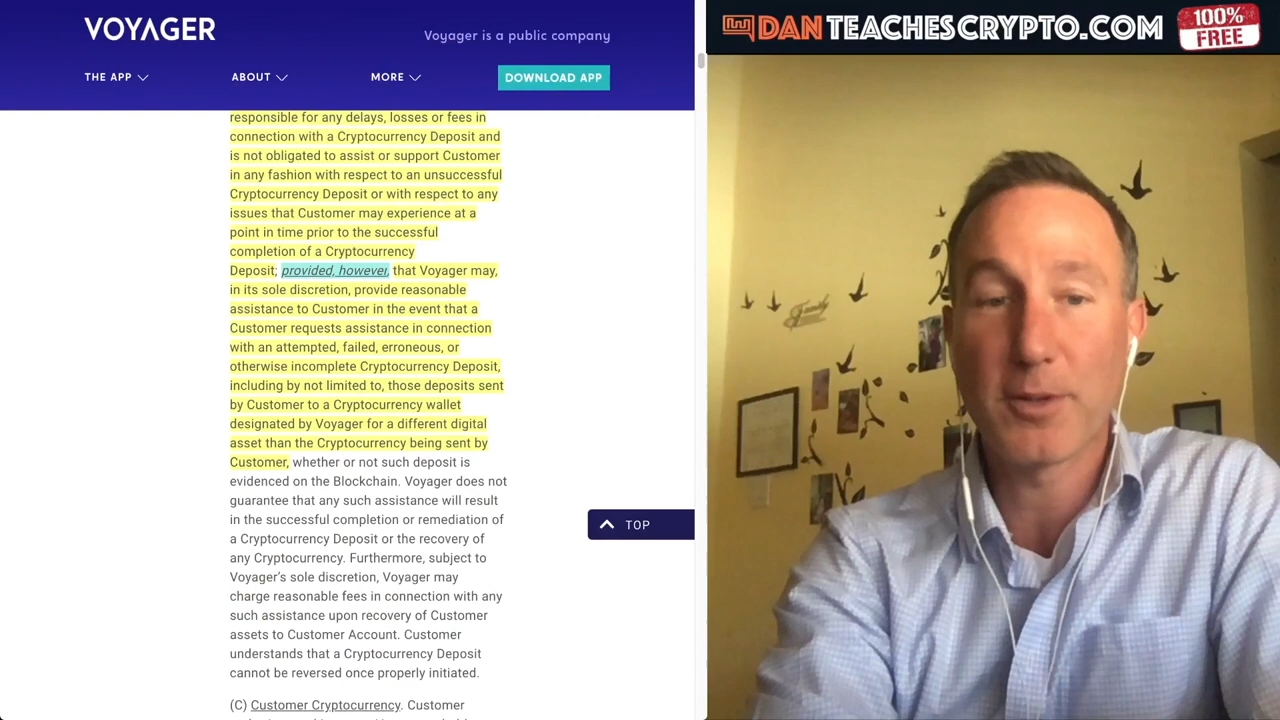 VOYAGER
Voyager is a public company
THE APP
ABOUT
MORE
DOWNLOAD APP
responsible for any delays, losses or fees in
connection with a Cryptocurrency Deposit and
is not obligated to assist or support Customer
in any fashion with respect to an unsuccessful
Cryptocurrency Deposit or with respect to any
issues that Customer may experience at a
point in time prior to the successful
completion of a Cryptocurrency
Deposit; provided, however, that Voyager may,
in its sole discretion, provide reasonable
assistance to Customer in the event that a
Customer requests assistance in connection
with an attempted, failed, erroneous, or
otherwise incomplete Cryptocurrency Deposit,
including by not limited to, those deposits sent
by Customer to a Cryptocurrency wallet
designated by Voyager for a different digital
asset than the Cryptocurrency being sent by
Customer, whether or not such deposit is
evidenced on the Blockchain. Voyager does not
guarantee that any such assistance will result
in the successful completion or remediation of
a Cryptocurrency Deposit or the recovery of
any Cryptocurrency. Furthermore, subject to
Voyager's sole discretion, Voyager may
charge reasonable fees in connection with any
such assistance upon recovery of Customer
assets to Customer Account. Customer
understands that a Cryptocurrency Deposit
cannot be reversed once properly initiated.
(C) Customer Cryptocurrency. Customer
TOP
DANTEACHESCRYPTO.COM
100%
FREE